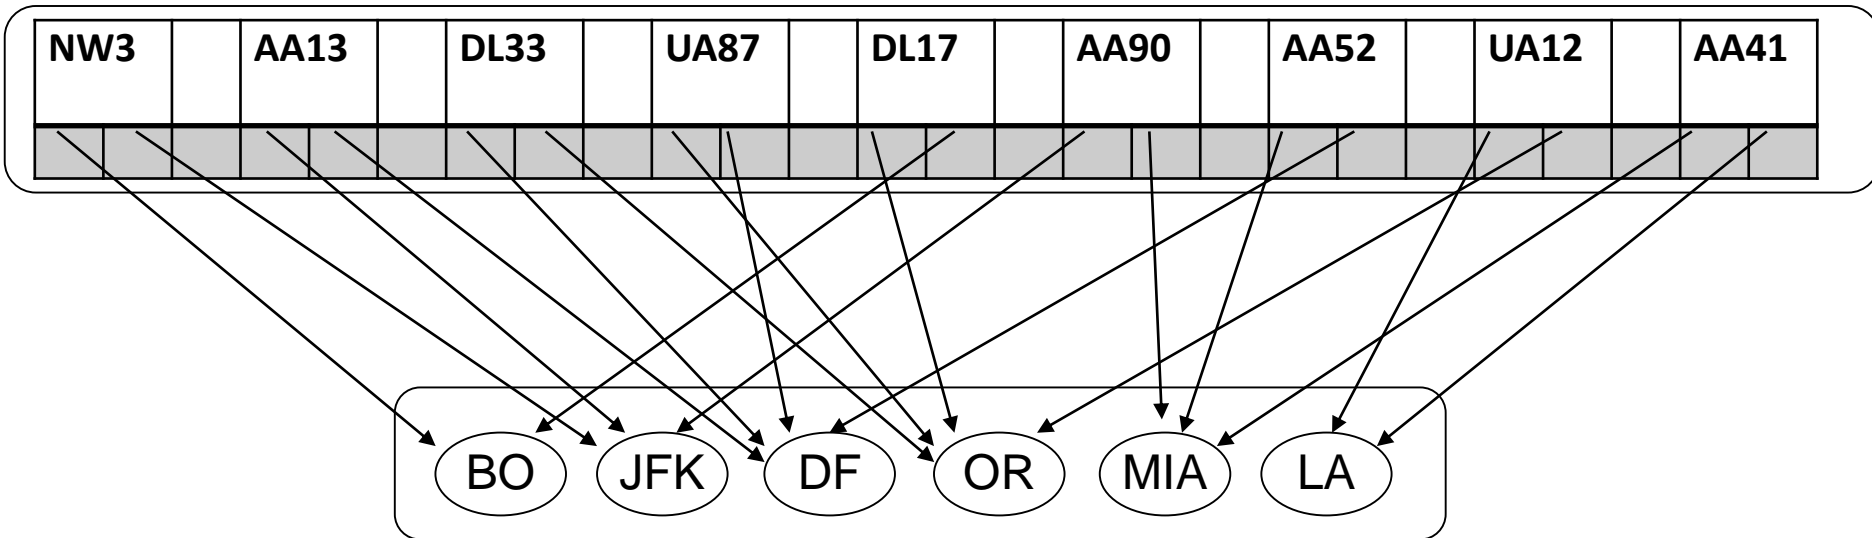 NW3 AA13 DL33 UA87 DL17 AA90 AA52 UA12 AA41
BO JFK DF OR MIA LA